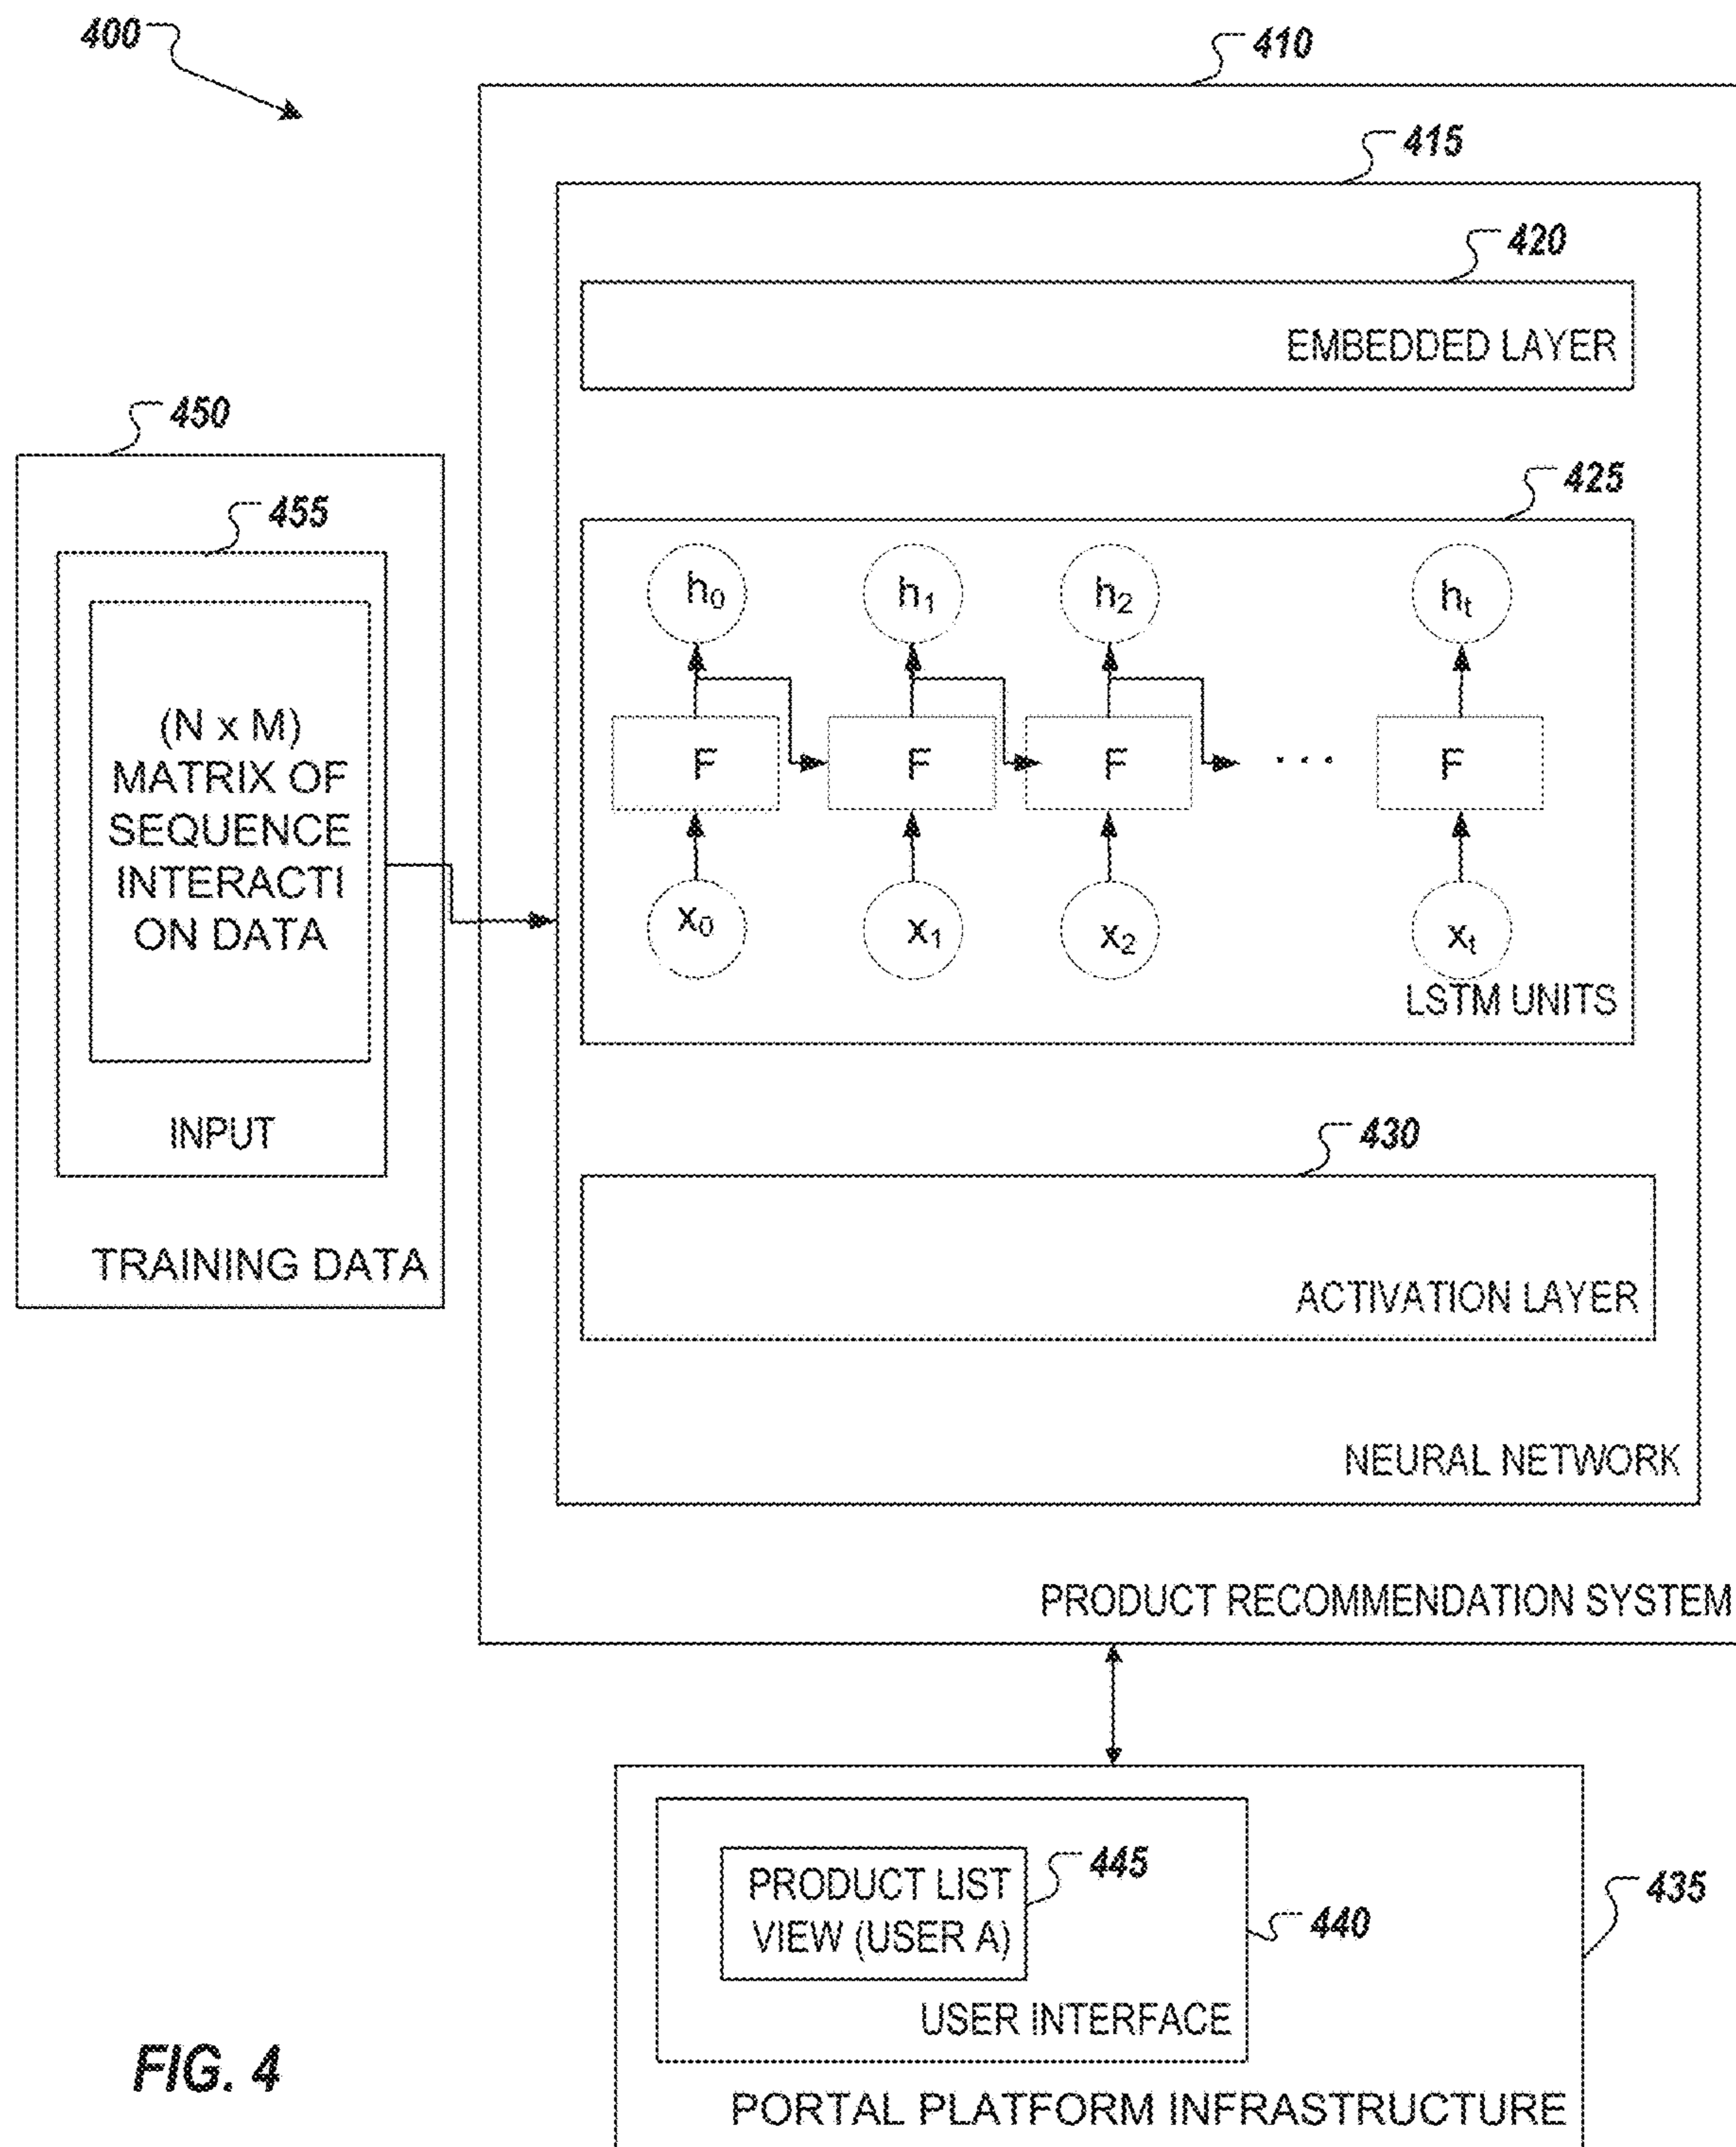 400
410
415
420
EMBEDDED LAYER
450
455
(N x M)
MATRIX OF
SEQUENCE
INTERACTI
ON DATA
INPUT
TRAINING DATA
425
h₀ h₁ h₂ hₜ
F F F ... F
x₀ x₁ x₂ xₜ
LSTM UNITS
430
ACTIVATION LAYER
NEURAL NETWORK
PRODUCT RECOMMENDATION SYSTEM
PRODUCT LIST
VIEW (USER A)
445
440
435
USER INTERFACE
PORTAL PLATFORM INFRASTRUCTURE
FIG. 4